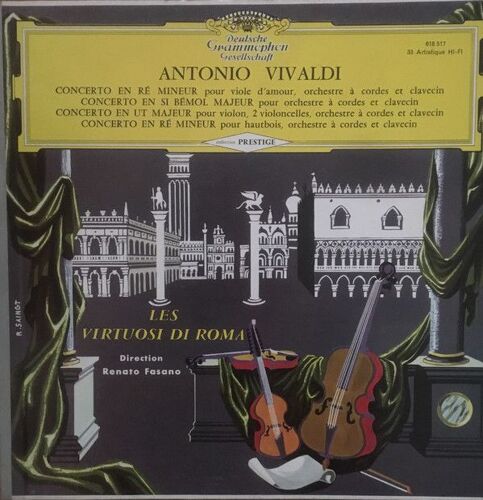 Deutsche
Grammophon
Gesellschaft
618 517
33 Artistique HI-FI
ANTONIO VIVALDI
CONCERTO EN RÉ MINEUR pour viole d'amour, orchestre à cordes et clavecin
CONCERTO EN SI BÉMOL MAJEUR pour orchestre à cordes et clavecin
CONCERTO EN UT MAJEUR pour violon, 2 violoncelles, orchestre à cordes et clavecin
CONCERTO EN RÉ MINEUR pour hautbois, orchestre à cordes et clavecin
collection PRESTIGE
LES
VIRTUOSI DI ROMA
Direction
Renato Fasano
R. SAINGT